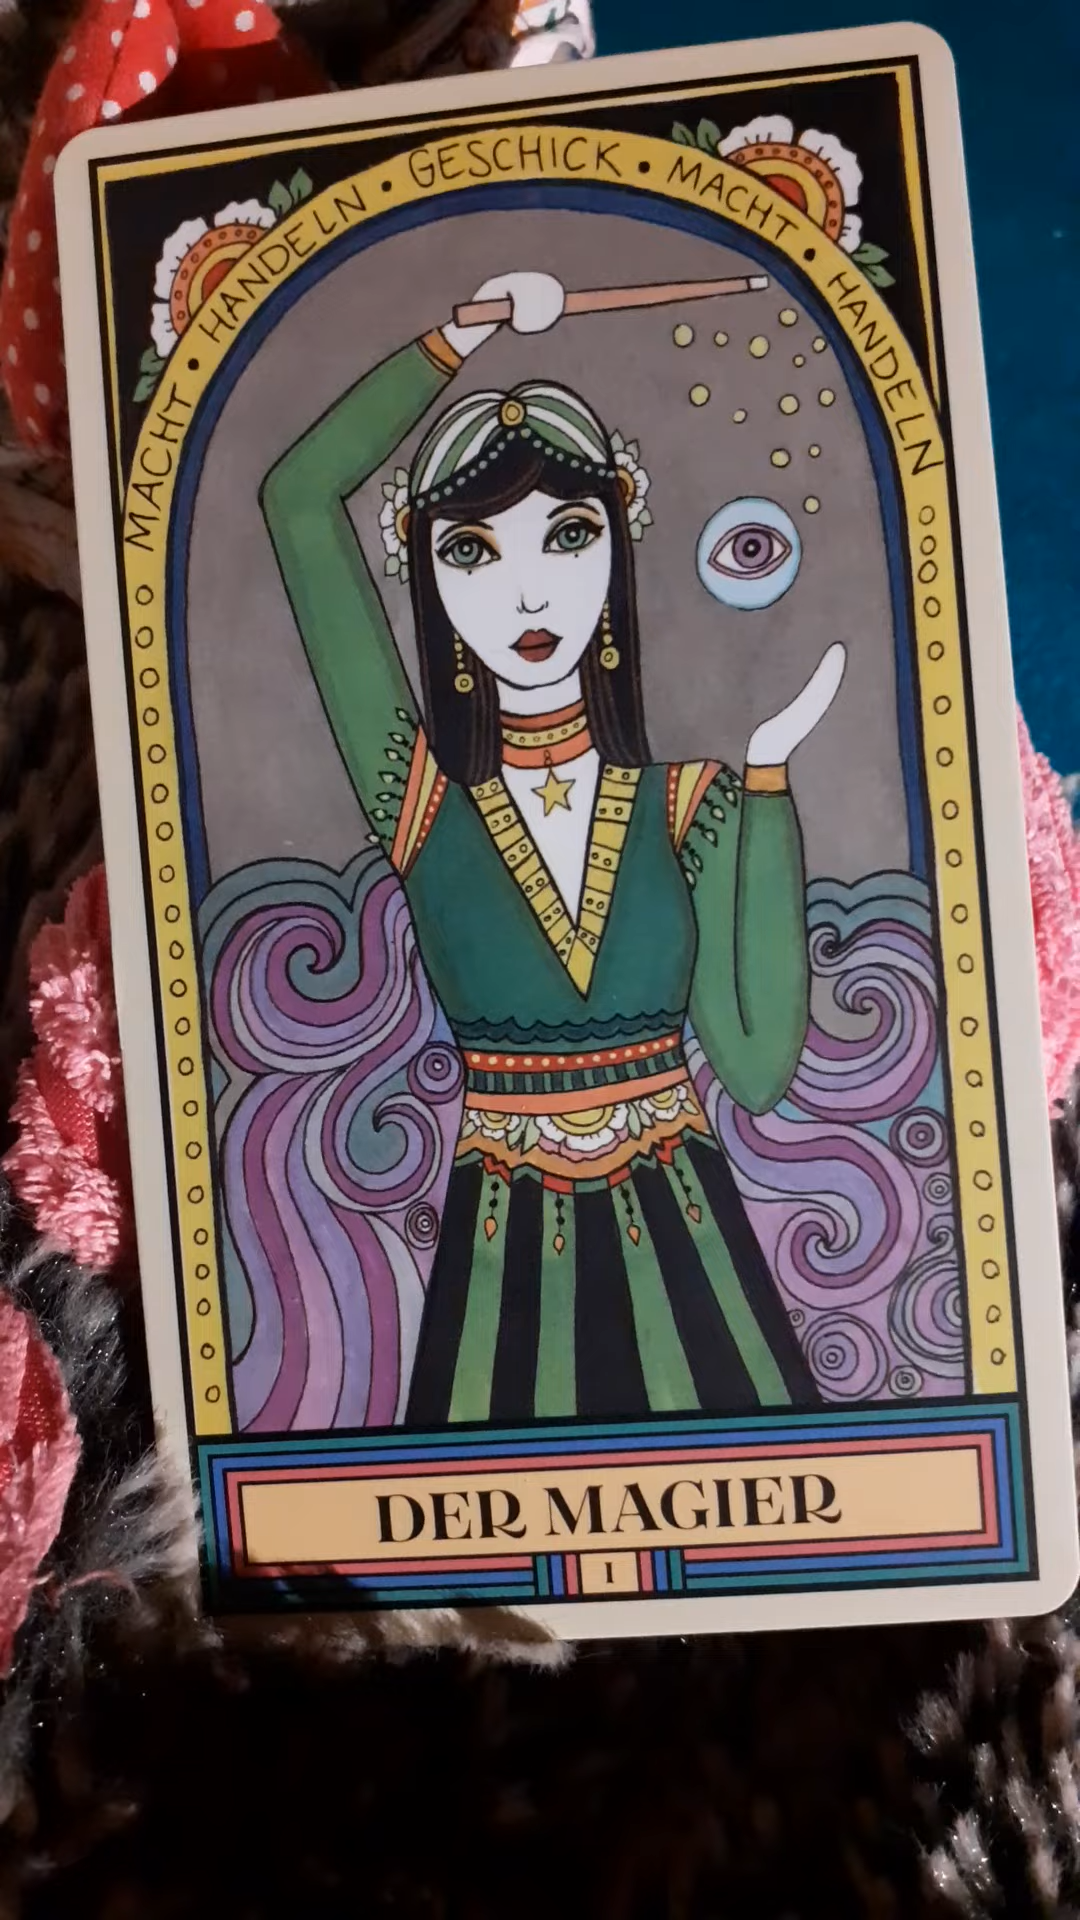 MACHT • HANDELN • GESCHICK • MACHT • HANDELN
DER MAGIER
I